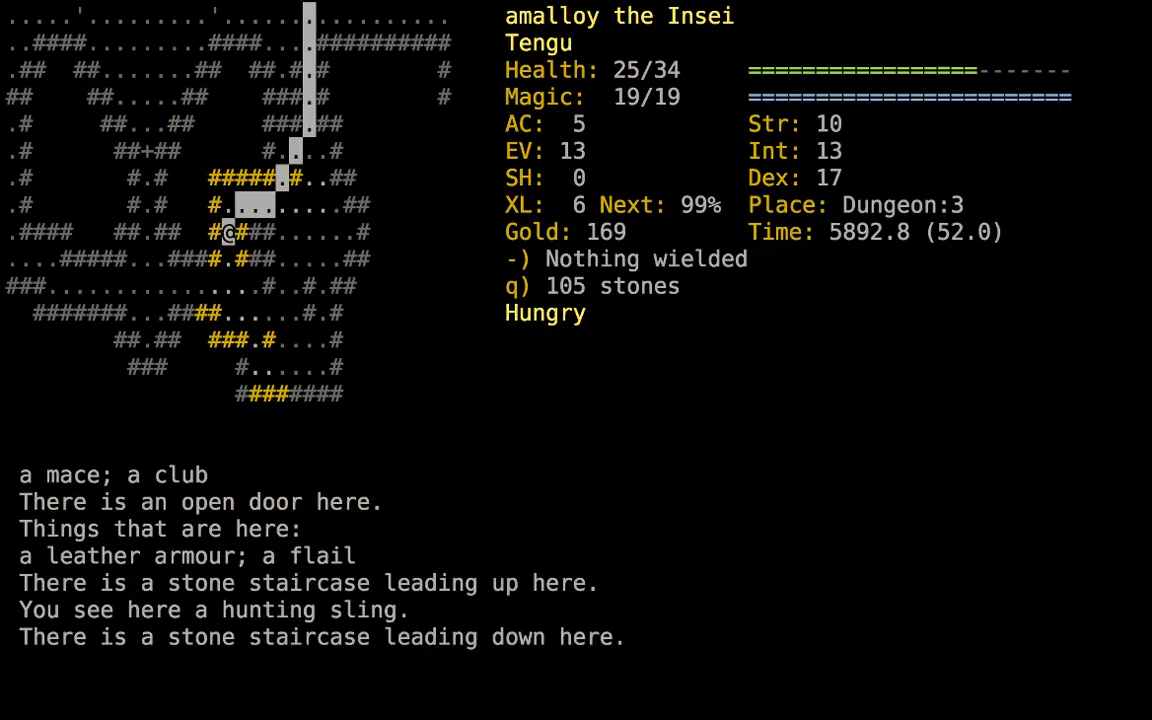 .....'.........'......................
..####.........####......##########
.## ##.......## ##.#.# #
## ##.....## ###.# #
.# ##...## ###.##
.# ##+## #....#
.# #.# #####.#..##
.# #.# #.........##
.#### ##.## #@###......#
....#####...####.###.....##
###................#..#.##
#######...####......#.#
##.## ###.#....#
### #......#
########
amalloy the Insei
Tengu
Health: 25/34 =================-------
Magic: 19/19 ========================
AC: 5 Str: 10
EV: 13 Int: 13
SH: 0 Dex: 17
XL: 6 Next: 99% Place: Dungeon:3
Gold: 169 Time: 5892.8 (52.0)
-) Nothing wielded
q) 105 stones
Hungry
a mace; a club
There is an open door here.
Things that are here:
a leather armour; a flail
There is a stone staircase leading up here.
You see here a hunting sling.
There is a stone staircase leading down here.